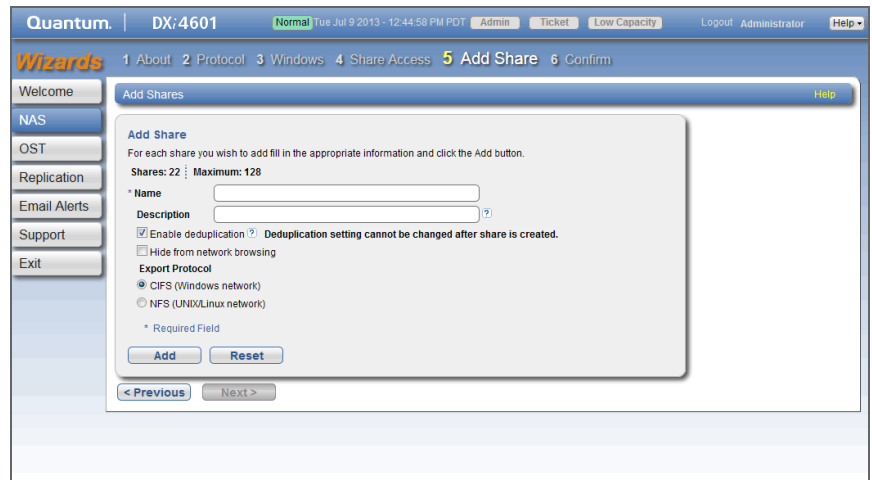 Quantum. DXi4601 Normal Tue Jul 9 2013 - 12:44:58 PM PDT Admin Ticket Low Capacity Logout Administrator Help
Wizards 1 About 2 Protocol 3 Windows 4 Share Access 5 Add Share 6 Confirm
Welcome
NAS
OST
Replication
Email Alerts
Support
Exit
Add Shares Help
Add Share
For each share you wish to add fill in the appropriate information and click the Add button.
Shares: 22 Maximum: 128
* Name
Description ?
Enable deduplication ? Deduplication setting cannot be changed after share is created.
Hide from network browsing
Export Protocol
CIFS (Windows network)
NFS (UNIX/Linux network)
* Required Field
Add Reset
< Previous Next >